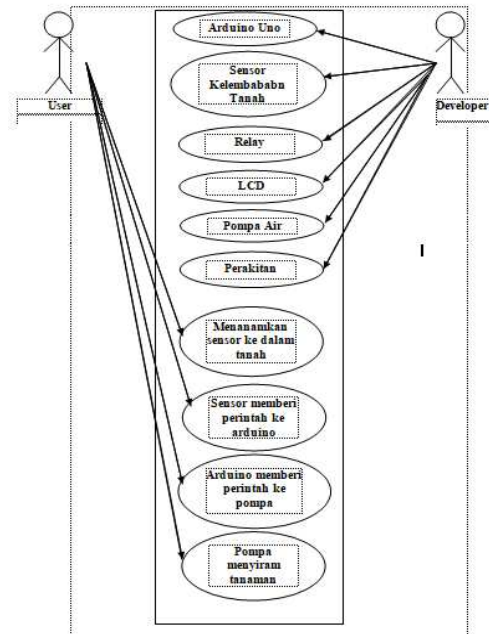 Arduino Uno
Sensor
Kelembababn
Tanah
User
Developer
Relay
LCD
Pompa Air
Perakitan
Menanamkan
sensor ke dalam
tanah
Sensor memberi
perintah ke
arduino
Arduino memberi
perintah ke
pompa
Pompa
menyiram
tanaman